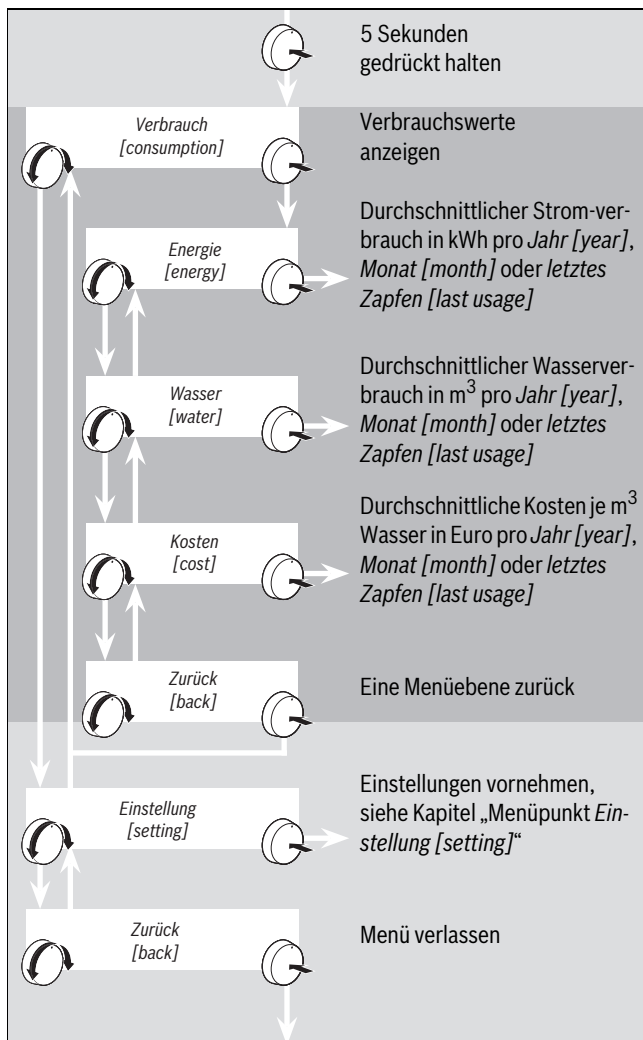 5 Sekunden
gedrückt halten
Verbrauch
[consumption]
Verbrauchswerte
anzeigen
Energie
[energy]
Durchschnittlicher Strom-ver-
brauch in kWh pro Jahr [year],
Monat [month] oder letztes
Zapfen [last usage]
Wasser
[water]
Durchschnittlicher Wasserver-
brauch in m³ pro Jahr [year],
Monat [month] oder letztes
Zapfen [last usage]
Kosten
[cost]
Durchschnittliche Kosten je m³
Wasser in Euro pro Jahr [year],
Monat [month] oder letztes
Zapfen [last usage]
Zurück
[back]
Eine Menüebene zurück
Einstellung
[setting]
Einstellungen vornehmen,
siehe Kapitel „Menüpunkt Ein-
stellung [setting]“
Zurück
[back]
Menü verlassen